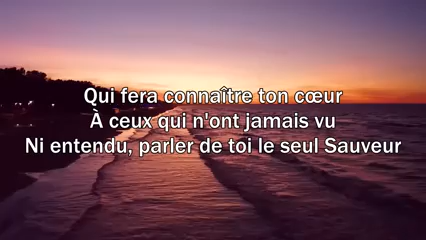 Qui fera connaître ton cœur
À ceux qui n'ont jamais vu
Ni entendu, parler de toi le seul Sauveur